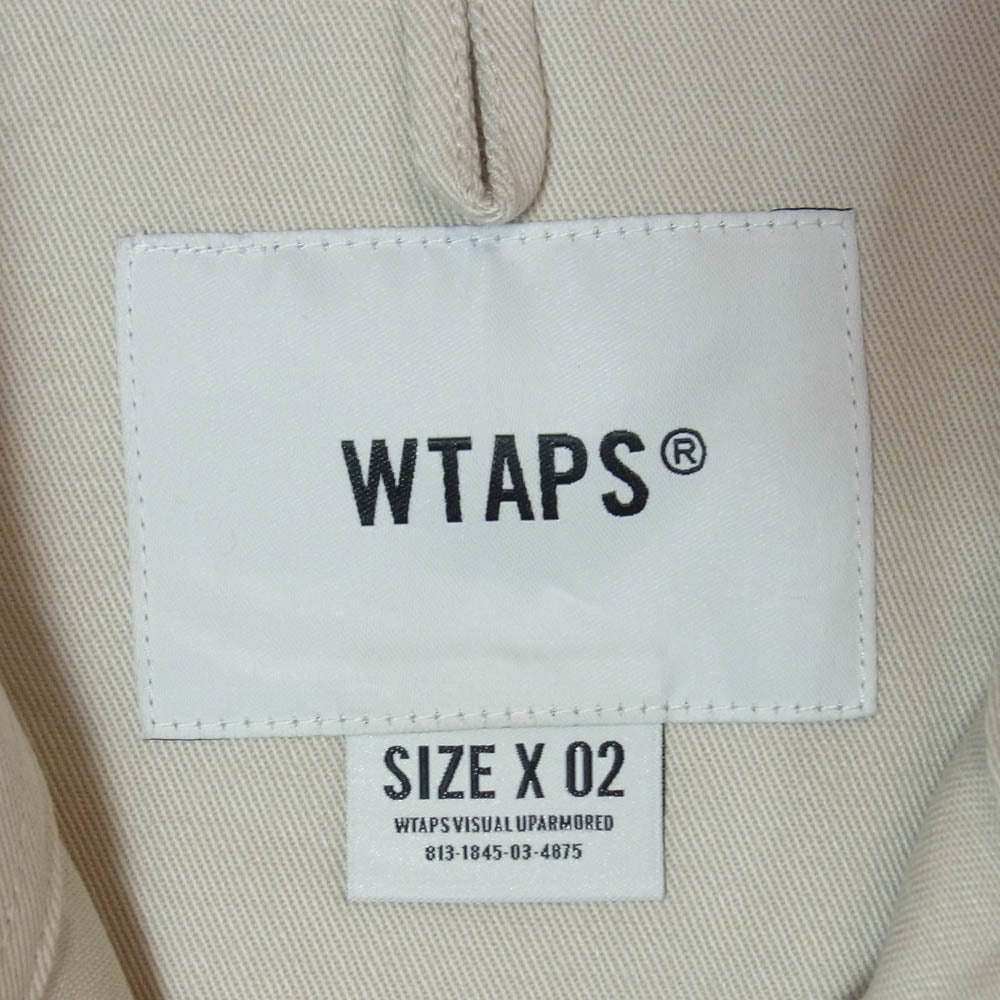 WTAPS®
SIZE X 02
WTAPS VISUAL UPARMORED
813-1845-03-4875